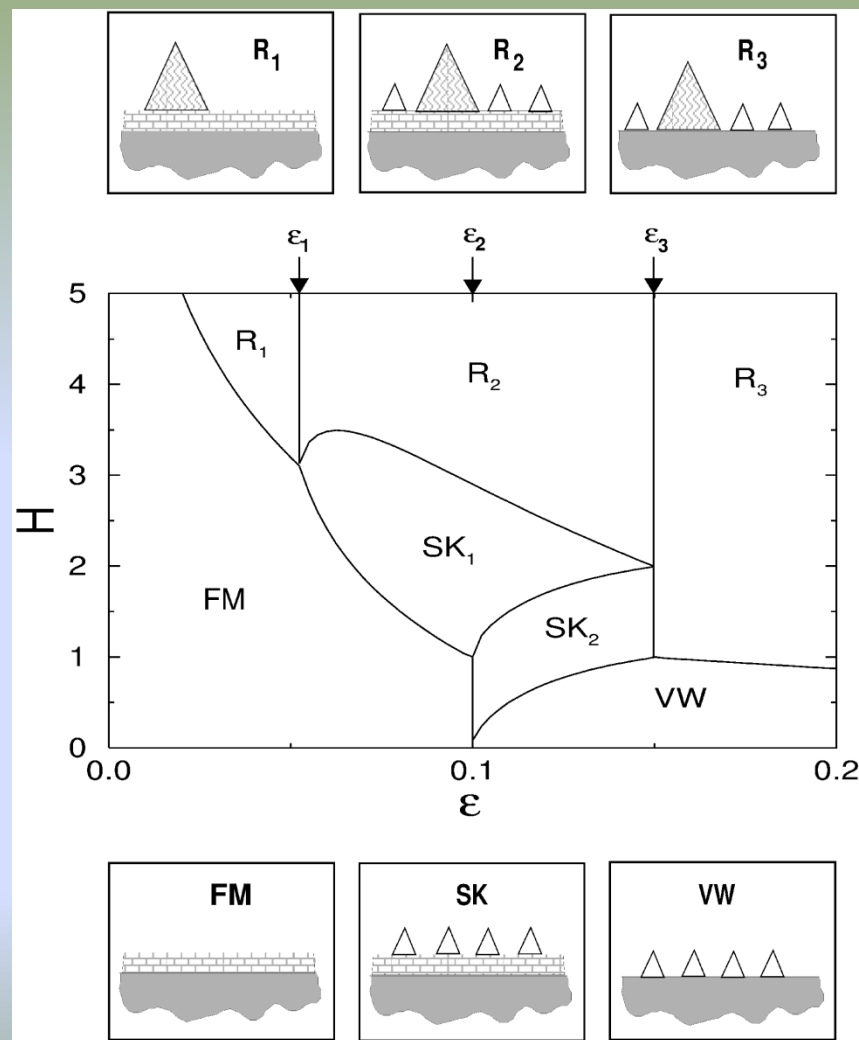 R₁ R₂ R₃
ε₁ ε₂ ε₃
5
4
3
2
1
0
H
R₁
R₂
R₃
SK₁
FM
SK₂
VW
0.0 0.1 0.2
ε
FM SK VW